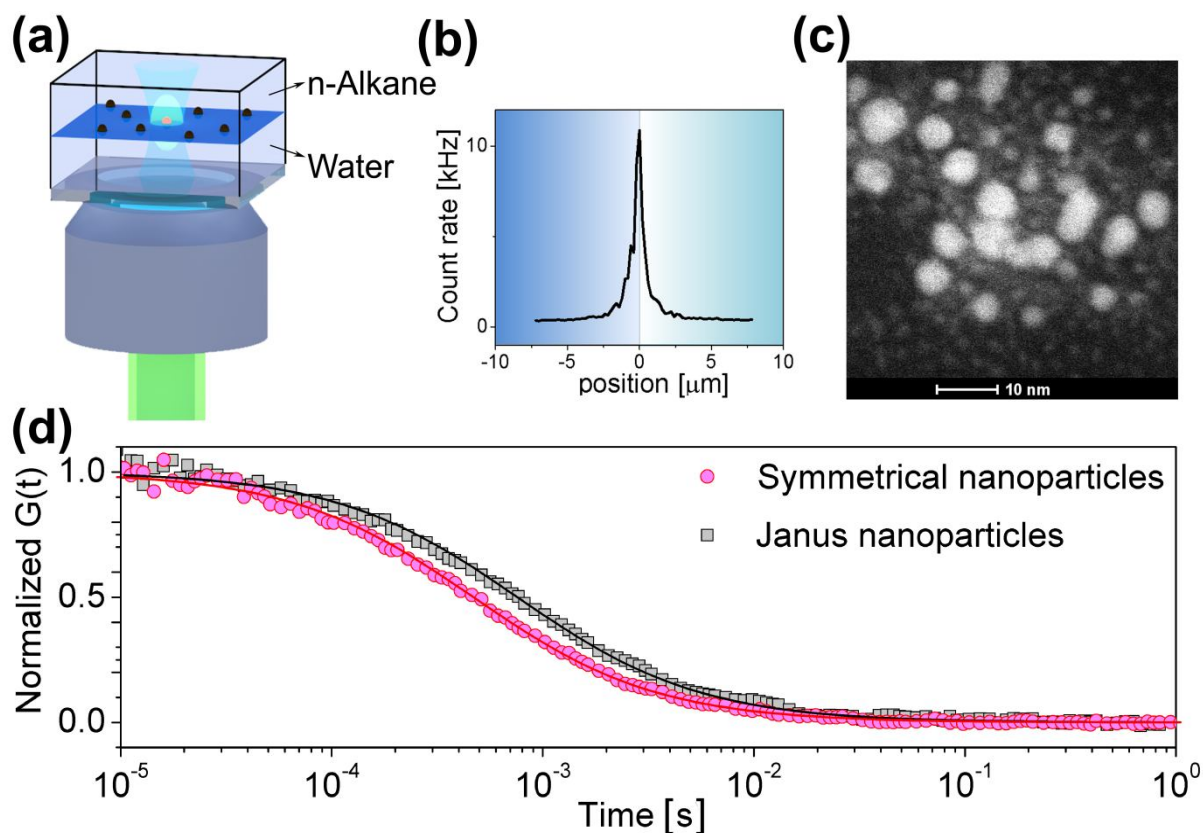 (a)
n-Alkane
Water
(b)
Count rate [kHz]
10
0
-10
-5
0
5
10
position [μm]
(c)
10 nm
(d)
Normalized G(t)
1.0
0.5
0.0
Symmetrical nanoparticles
Janus nanoparticles
10⁻⁵
10⁻⁴
10⁻³
10⁻²
10⁻¹
10⁰
Time [s]